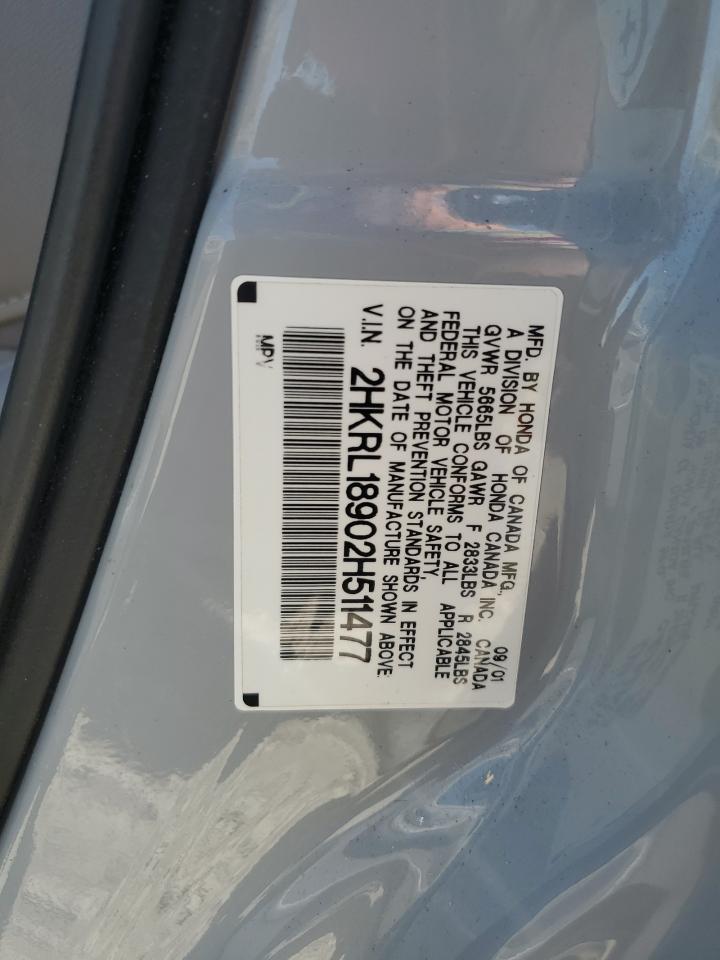 MFD. BY HONDA OF CANADA MFG.,
A DIVISION OF HONDA CANADA INC. 09/01
GVWR 5665LBS GAWR F 2833LBS R 2845LBS
THIS VEHICLE CONFORMS TO ALL APPLICABLE CANADA
FEDERAL MOTOR VEHICLE SAFETY,
AND THEFT PREVENTION STANDARDS IN EFFECT
ON THE DATE OF MANUFACTURE SHOWN ABOVE.
V.I.N. 2HKRL18902H511477
MPV